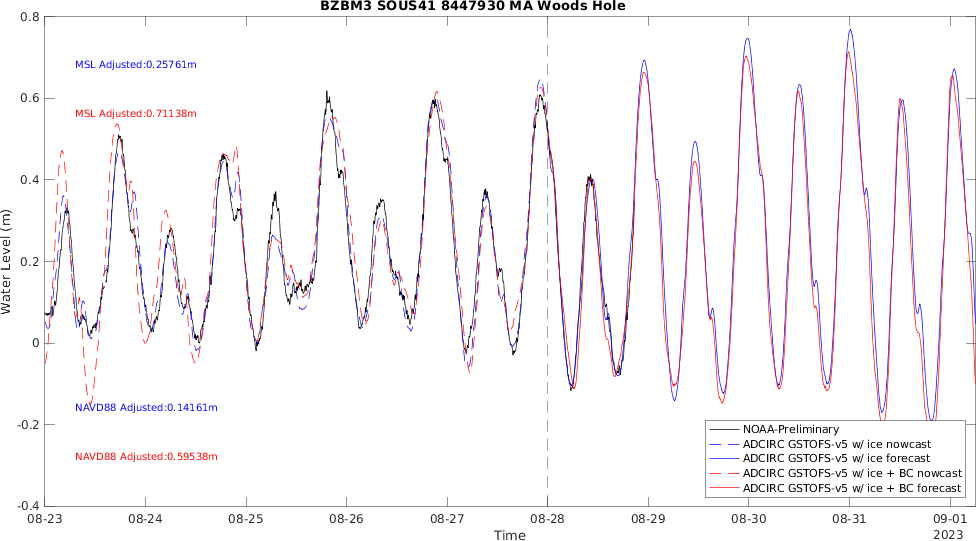 BZBM3 SOUS41 8447930 MA Woods Hole
0.8
0.6
0.4
0.2
0
-0.2
-0.4
Water Level (m)
MSL Adjusted:0.25761m
MSL Adjusted:0.71138m
NAVD88 Adjusted:0.14161m
NAVD88 Adjusted:0.59538m
NOAA-Preliminary
ADCIRC GSTOFS-v5 w/ ice nowcast
ADCIRC GSTOFS-v5 w/ ice forecast
ADCIRC GSTOFS-v5 w/ ice + BC nowcast
ADCIRC GSTOFS-v5 w/ ice + BC forecast
08-23 08-24 08-25 08-26 08-27 08-28 08-29 08-30 08-31 09-01
Time
2023